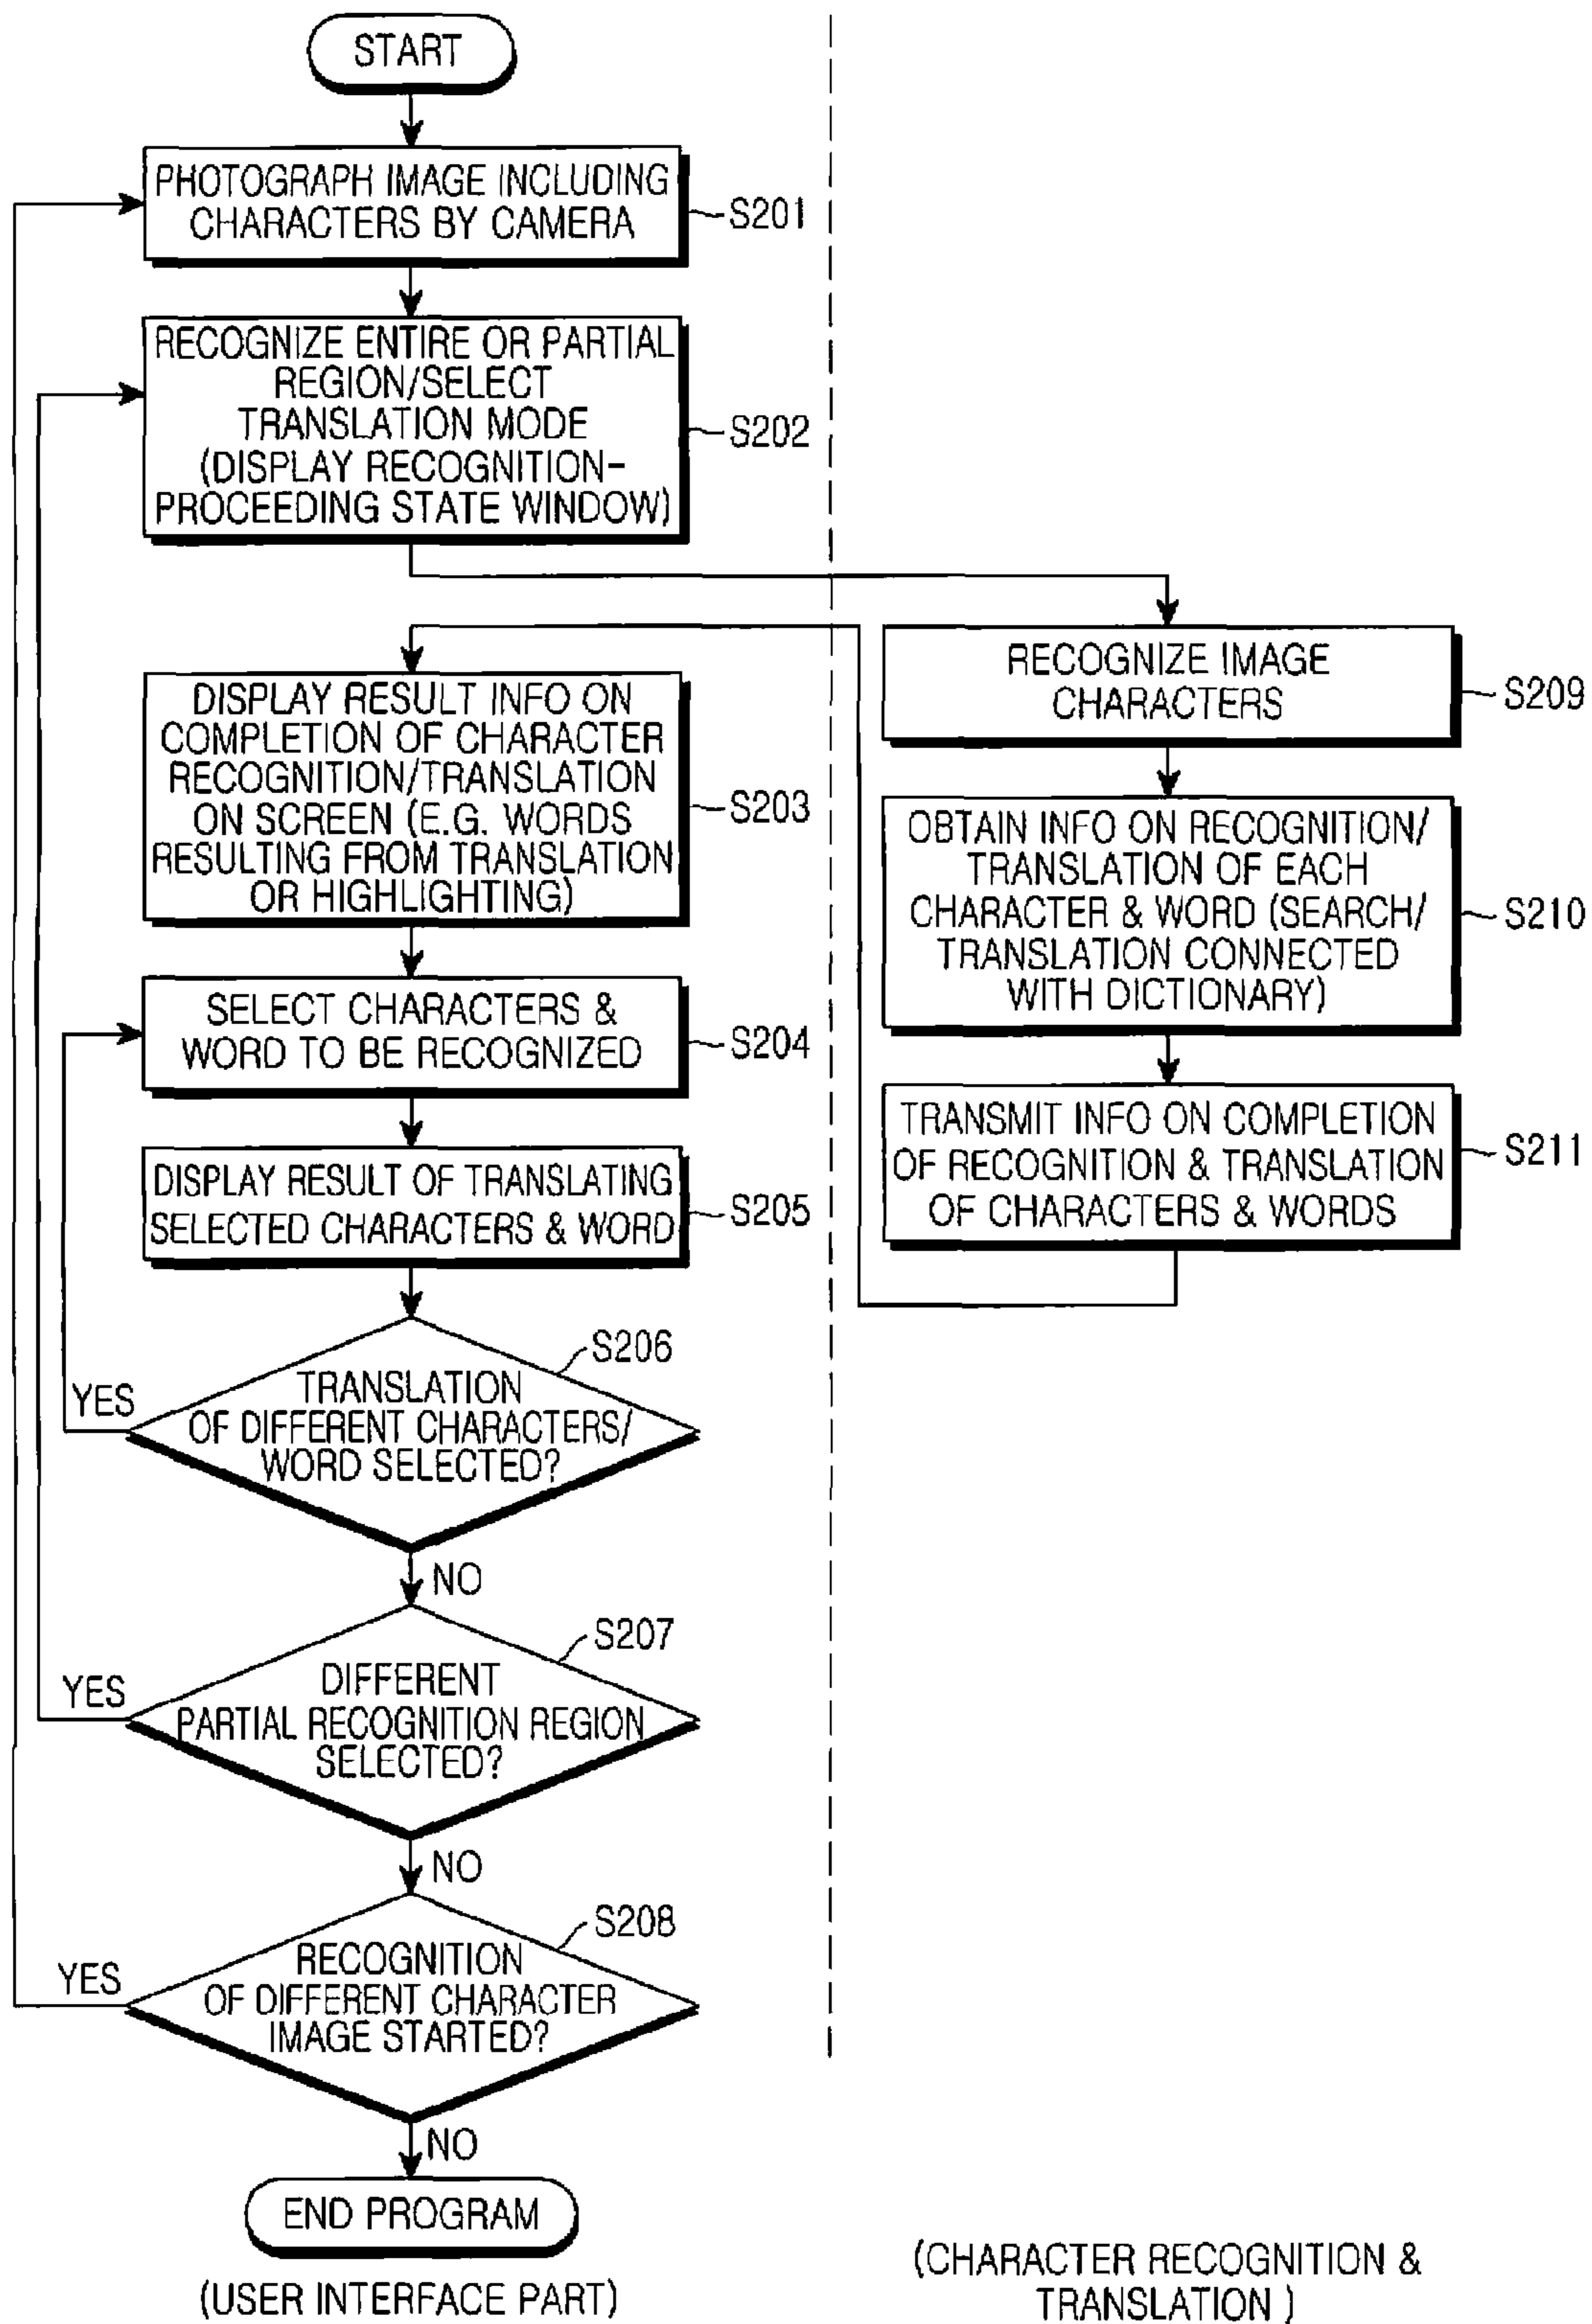 START
PHOTOGRAPH IMAGE INCLUDING
CHARACTERS BY CAMERA
S201
RECOGNIZE ENTIRE OR PARTIAL
REGION/SELECT
TRANSLATION MODE
(DISPLAY RECOGNITION-
PROCEEDING STATE WINDOW)
S202
DISPLAY RESULT INFO ON
COMPLETION OF CHARACTER
RECOGNITION/TRANSLATION
ON SCREEN (E.G. WORDS
RESULTING FROM TRANSLATION
OR HIGHLIGHTING)
S203
SELECT CHARACTERS &
WORD TO BE RECOGNIZED
S204
DISPLAY RESULT OF TRANSLATING
SELECTED CHARACTERS & WORD
S205
S206
TRANSLATION
OF DIFFERENT CHARACTERS/
WORD SELECTED?
YES
NO
S207
DIFFERENT
PARTIAL RECOGNITION REGION
SELECTED?
YES
NO
S208
RECOGNITION
OF DIFFERENT CHARACTER
IMAGE STARTED?
YES
NO
END PROGRAM
(USER INTERFACE PART)
RECOGNIZE IMAGE
CHARACTERS
S209
OBTAIN INFO ON RECOGNITION/
TRANSLATION OF EACH
CHARACTER & WORD (SEARCH/
TRANSLATION CONNECTED
WITH DICTIONARY)
S210
TRANSMIT INFO ON COMPLETION
OF RECOGNITION & TRANSLATION
OF CHARACTERS & WORDS
S211
(CHARACTER RECOGNITION &
TRANSLATION )